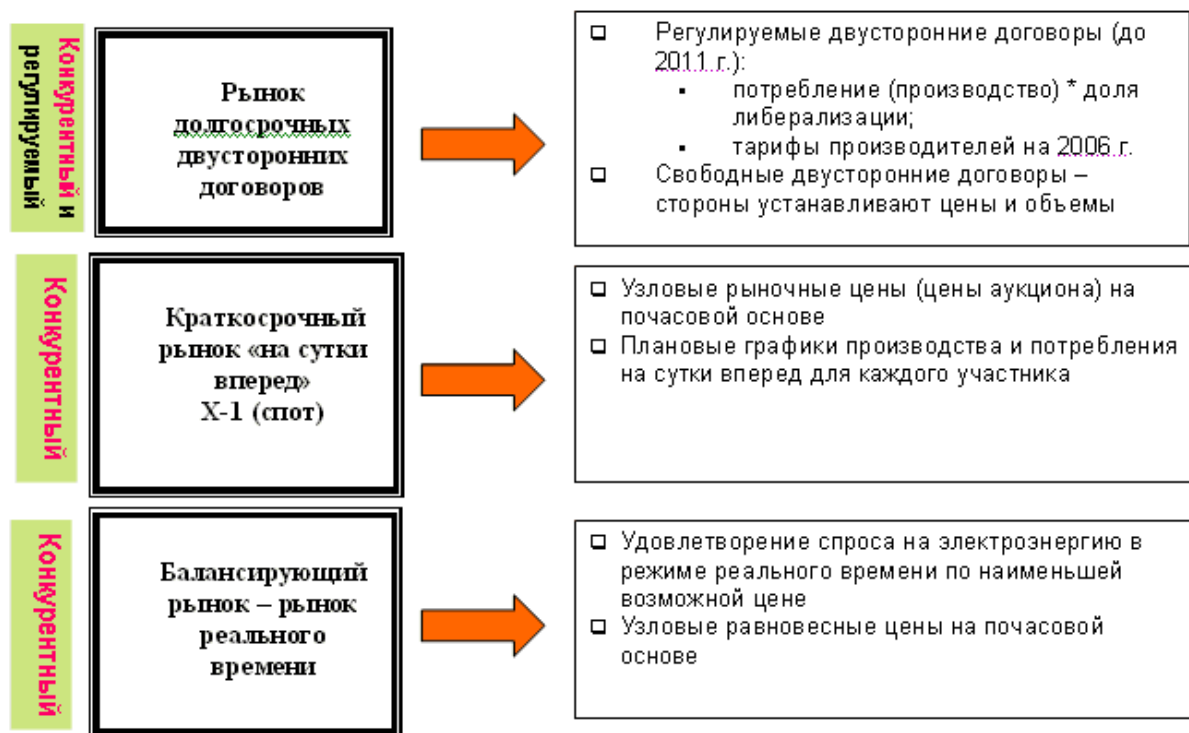 Конкурентный и
регулируемый
Рынок
долгосрочных
двусторонних
договоров
❑ Регулируемые двусторонние договоры (до
2011 г.):
▪ потребление (производство) * доля
либерализации;
▪ тарифы производителей на 2006 г.
❑ Свободные двусторонние договоры –
стороны устанавливают цены и объемы
Конкурентный
Краткосрочный
рынок «на сутки
вперед»
X-1 (спот)
❑ Узловые рыночные цены (цены аукциона) на
почасовой основе
❑ Плановые графики производства и потребления
на сутки вперед для каждого участника
Конкурентный
Балансирующий
рынок – рынок
реального
времени
❑ Удовлетворение спроса на электроэнергию в
режиме реального времени по наименьшей
возможной цене
❑ Узловые равновесные цены на почасовой
основе